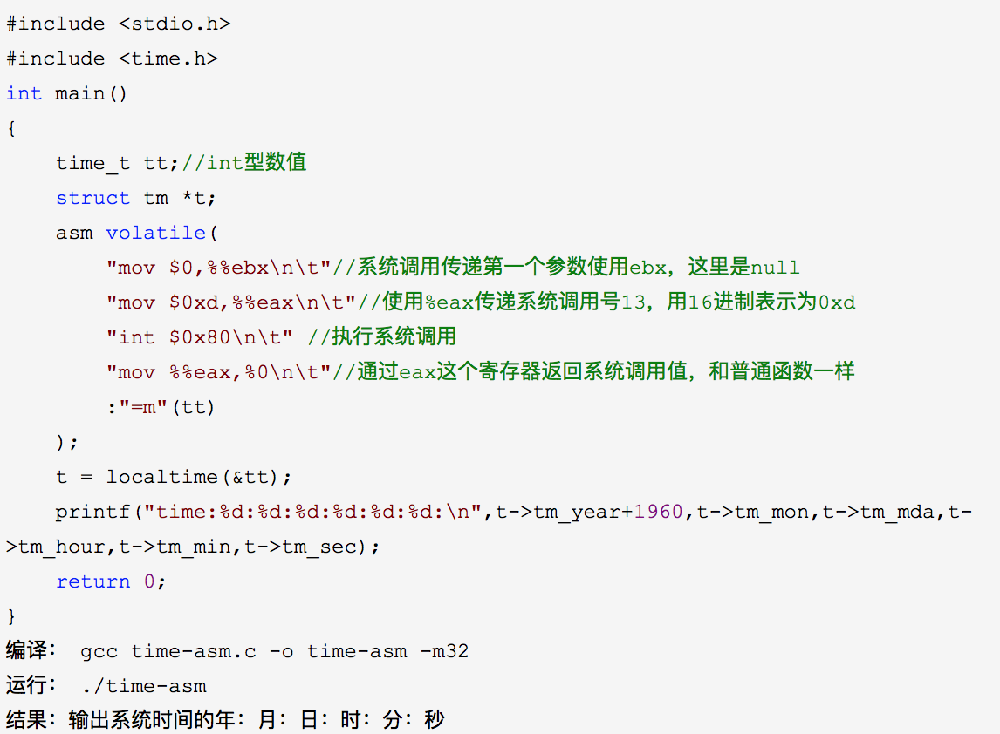 #include <stdio.h>
#include <time.h>
int main()
{
    time_t tt;//int型数值
    struct tm *t;
    asm volatile(
        "mov $0,%%ebx\n\t"//系统调用传递第一个参数使用ebx，这里是null
        "mov $0xd,%%eax\n\t"//使用%eax传递系统调用号13，用16进制表示为0xd
        "int $0x80\n\t" //执行系统调用
        "mov %%eax,%0\n\t"//通过eax这个寄存器返回系统调用值，和普通函数一样
        :"=m"(tt)
    );
    t = localtime(&tt);
    printf("time:%d:%d:%d:%d:%d:%d:\n",t->tm_year+1960,t->tm_mon,t->tm_mda,t-
>tm_hour,t->tm_min,t->tm_sec);
    return 0;
}
编译： gcc time-asm.c -o time-asm -m32
运行： ./time-asm
结果：输出系统时间的年：月：日：时：分：秒